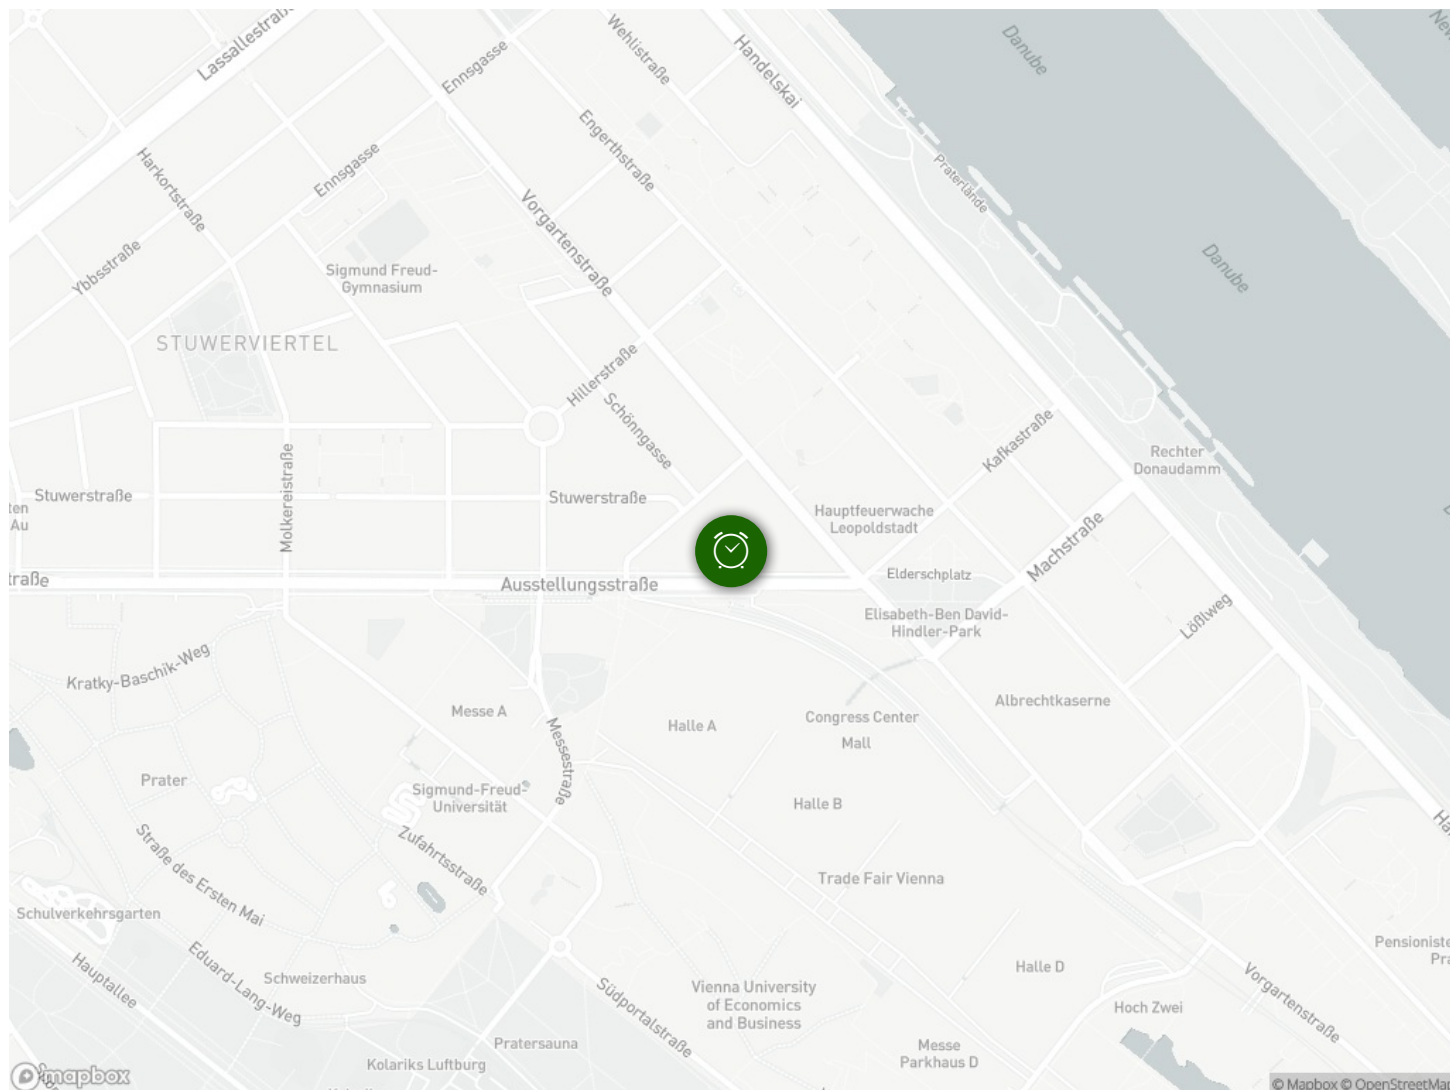 Lassallestraße
Wehlistraße
Handelskai
Danube
Ennsgasse
Engerthstraße
Harkortstraße
Ennsgasse
Praterlände
Vorgartenstraße
Ybbsstraße
Sigmund Freud-
Gymnasium
Danube
STUWERVIERTEL
Hillerstraße
Schönngasse
Kafkastraße
Rechter
Donaudamm
Molkereistraße
Stuwerstraße
Stuwerstraße
Hauptfeuerwache
Leopoldstadt
Au
Machstraße
traße
Ausstellungsstraße
Elderschplatz
Elisabeth-Ben David-
Hindler-Park
Lößlweg
Kratky-Baschik-Weg
Messe A
Halle A
Congress Center
Mall
Albrechtkaserne
Messestraße
Prater
Sigmund-Freud-
Universität
Halle B
Straße des Ersten Mai
Zufahrtsstraße
Trade Fair Vienna
Schulverkehrsgarten
Hauptallee
Eduard-Lang-Weg
Schweizerhaus
Südportalstraße
Vienna University
of Economics
and Business
Halle D
Hoch Zwei
Vorgartenstraße
Pensioniste
Pra
Pratersauna
Kolariks Luftburg
Messe
Parkhaus D
mapbox
© Mapbox © OpenStreetMap